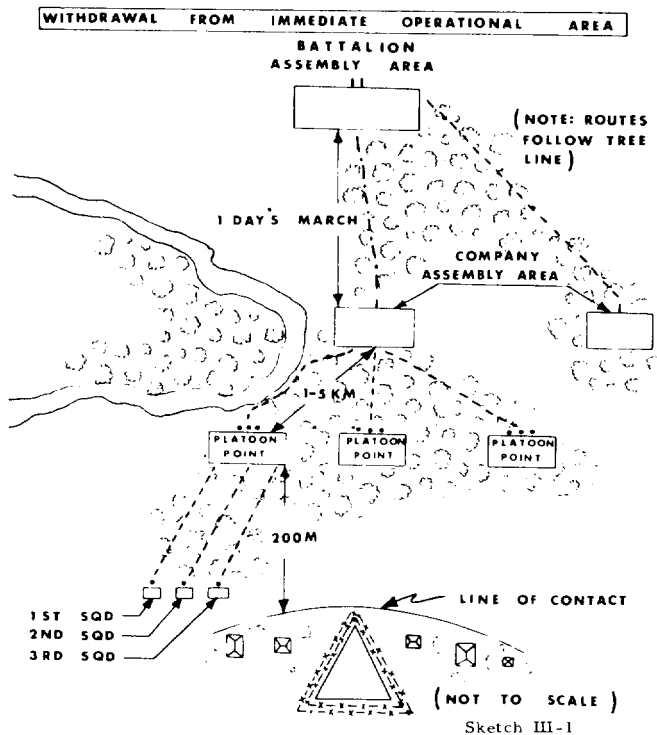 WITHDRAWAL FROM IMMEDIATE OPERATIONAL AREA
BATTALION
ASSEMBLY AREA
(NOTE: ROUTES
FOLLOW TREE
LINE)
1 DAY'S MARCH
COMPANY
ASSEMBLY AREA
1-5KM
PLATOON
POINT
PLATOON
POINT
PLATOON
POINT
200M
1ST SQD
2ND SQD
3RD SQD
LINE OF CONTACT
(NOT TO SCALE)
Sketch III-1